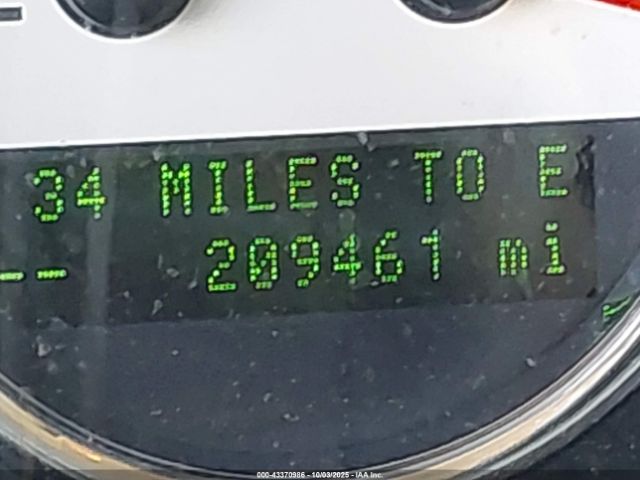 34 MILES TO E
-- 209461 mi
000-43370986 - 10/03/2025 - IAA Inc.